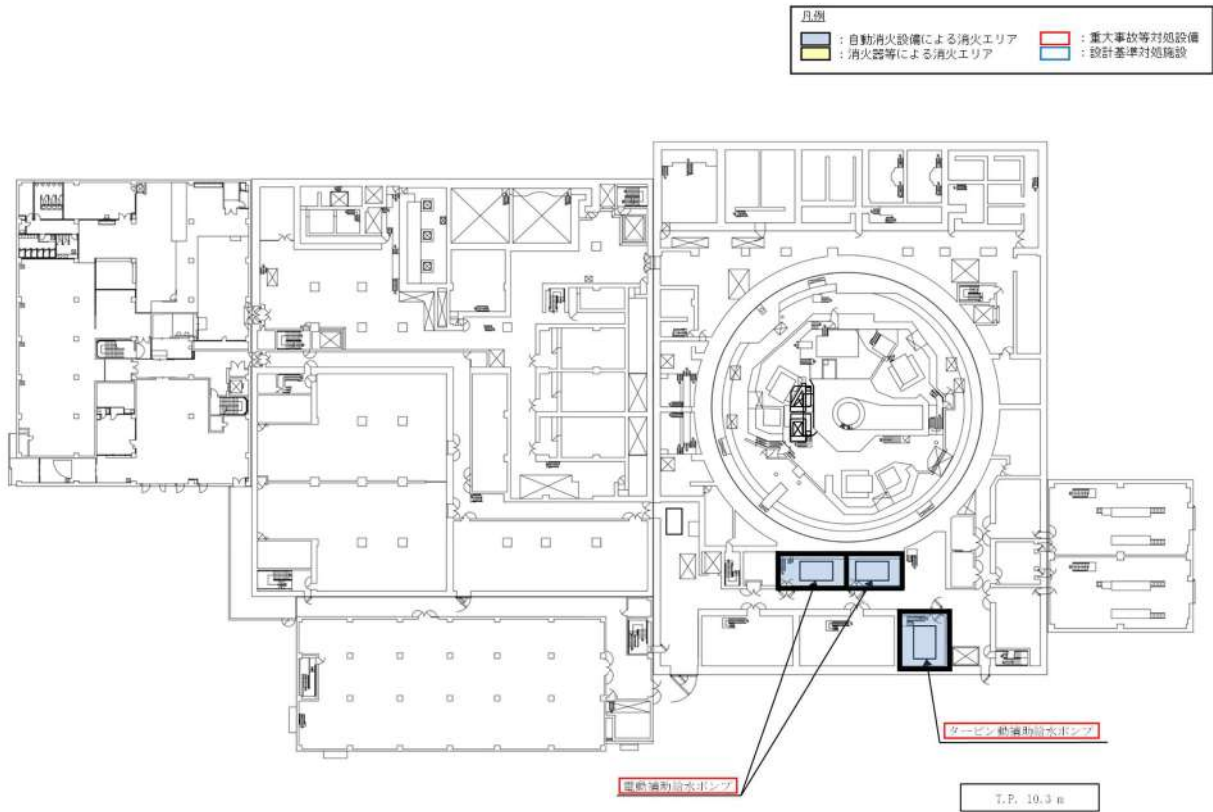 凡例
：自動消火設備による消火エリア
：重大事故等対処設備
：消火器等による消火エリア
：設計基準対処施設
タービン動補助給水ポンプ
電動補助給水ポンプ
T.P. 10.3 m